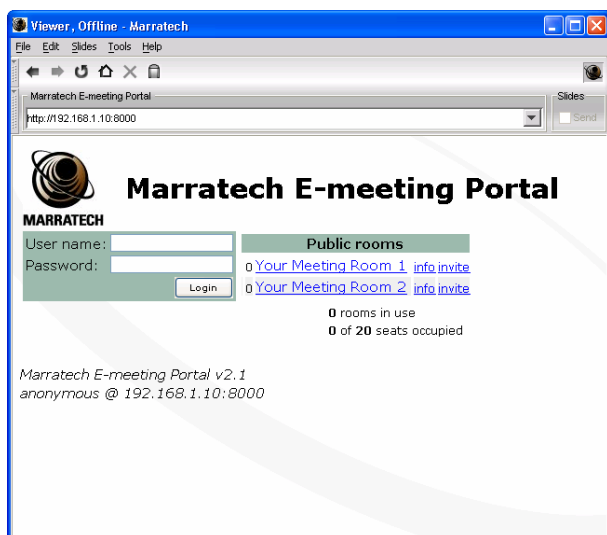 Viewer, Offline - Marratech
File Edit Slides Tools Help
Marratech E-meeting Portal
Slides
http://192.168.1.10:8000
Send
MARRATECH
Marratech E-meeting Portal
User name:
Password:
Login
Public rooms
0 Your Meeting Room 1 info invite
0 Your Meeting Room 2 info invite
0 rooms in use
0 of 20 seats occupied
Marratech E-meeting Portal v2.1
anonymous @ 192.168.1.10:8000